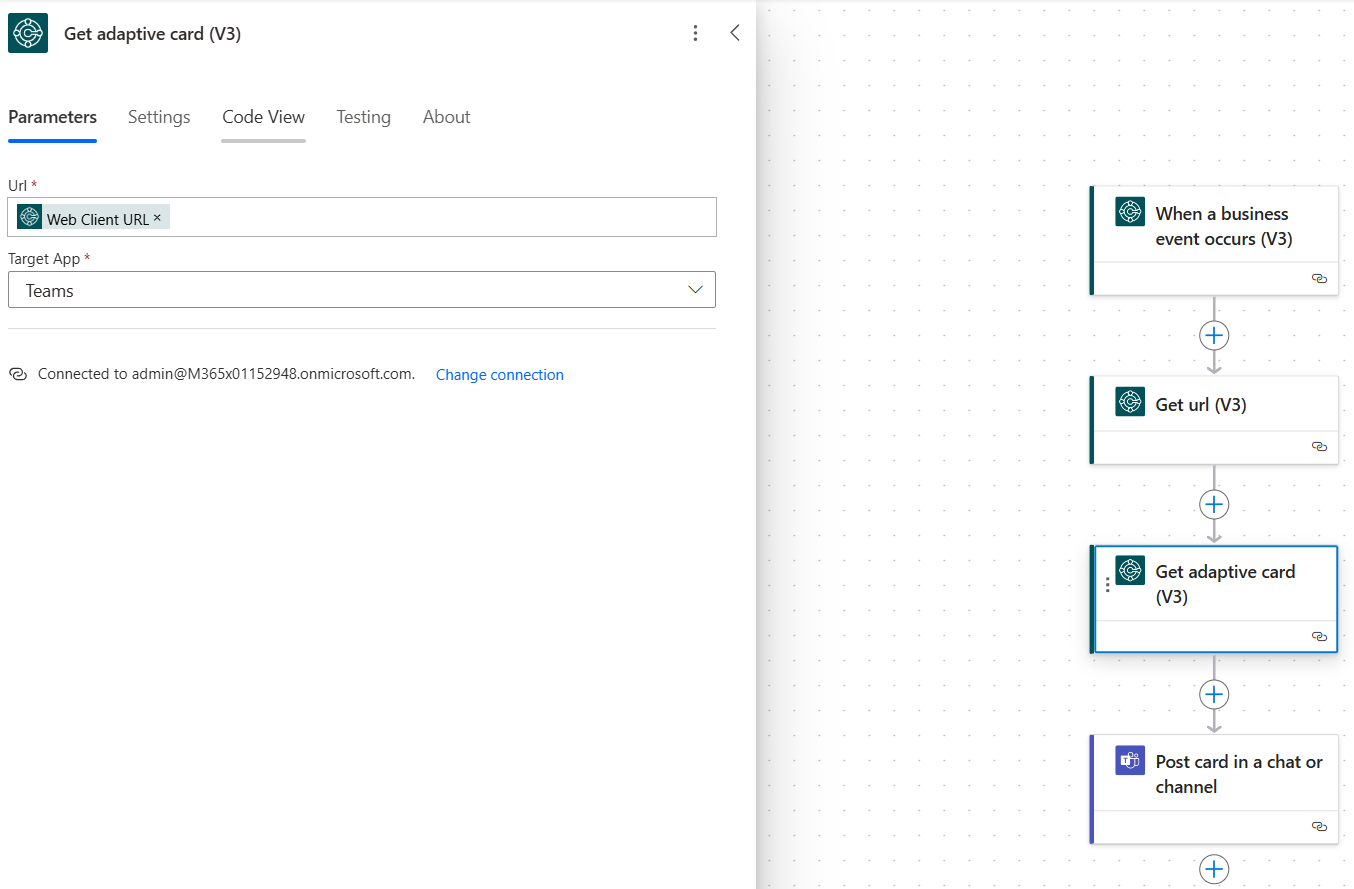 Get adaptive card (V3)
Parameters Settings Code View Testing About
Url *
Web Client URL ×
Target App *
Teams
Connected to admin@M365x01152948.onmicrosoft.com. Change connection
When a business
event occurs (V3)
Get url (V3)
Get adaptive card
(V3)
Post card in a chat or
channel